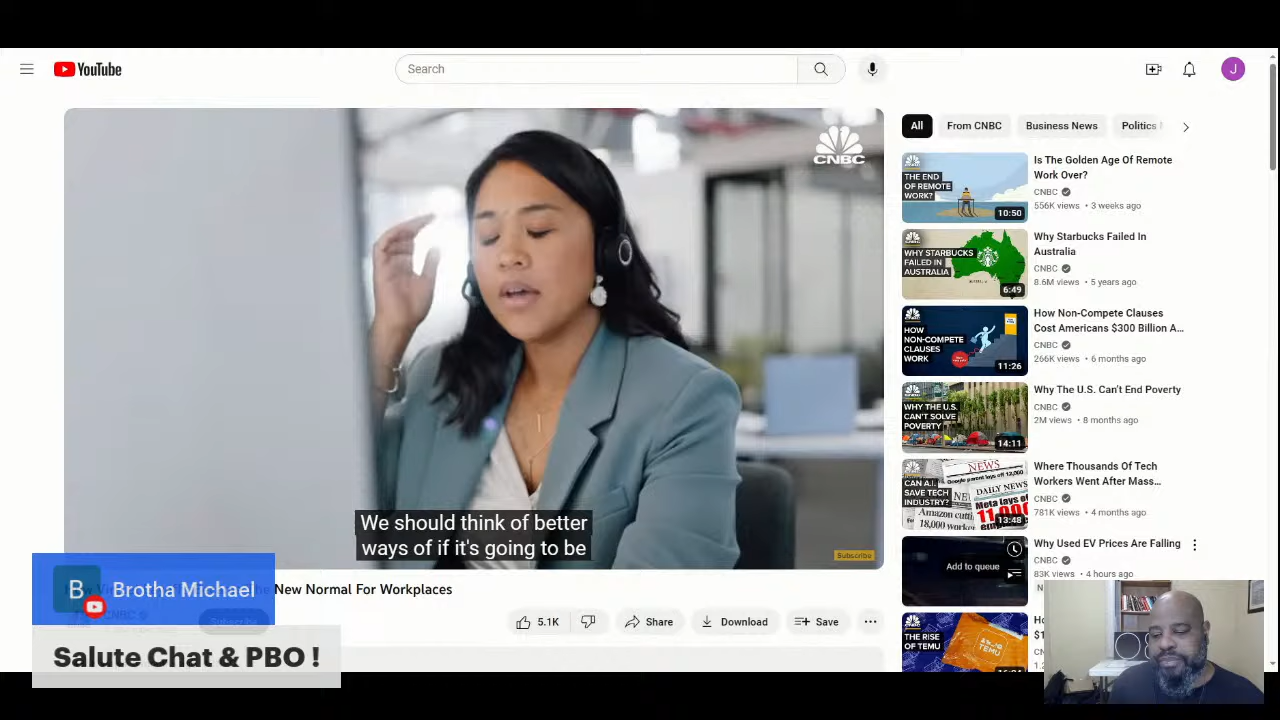 YouTube
Search
J
CNBC
We should think of better
ways of if it's going to be
Subscribe
New Normal For Workplaces
5.1K
Share
Download
Save
B
Brotha Michael
Salute Chat & PBO !
All
From CNBC
Business News
Politics
THE END
OF REMOTE
WORK?
10:50
Is The Golden Age Of Remote
Work Over?
CNBC
556K views • 3 weeks ago
WHY STARBUCKS
FAILED IN
AUSTRALIA
6:49
Why Starbucks Failed In
Australia
CNBC
8.6M views • 5 years ago
HOW
NON-COMPETE
CLAUSES
WORK
11:26
How Non-Compete Clauses
Cost Americans $300 Billion A...
CNBC
266K views • 6 months ago
WHY THE U.S.
CAN'T SOLVE
POVERTY
14:11
Why The U.S. Can't End Poverty
CNBC
2M views • 8 months ago
NEWS
DAILY NEWS
CAN A.I.
SAVE TECH
INDUSTRY?
13:48
Where Thousands Of Tech
Workers Went After Mass...
CNBC
781K views • 4 months ago
Add to queue
Why Used EV Prices Are Falling
CNBC
83K views • 4 hours ago
THE RISE
OF TEMU